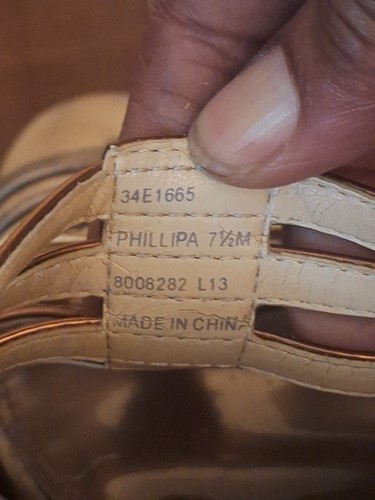 34E1665
PHILLIPA 7½M
8008282 L13
MADE IN CHINA